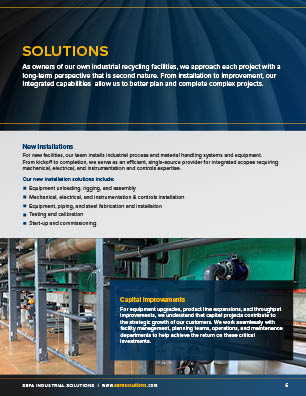 SOLUTIONS
As owners of our own industrial recycling facilities, we approach each project with a
long-term perspective that is second nature. From installation to improvement, our
integrated capabilities allow us to better plan and complete complex projects.
New Installations
For new facilities, our team installs industrial process and material handling systems and equipment.
From kickoff to completion, we serve as an efficient, single-source provider for integrated scopes requiring
mechanical, electrical, and instrumentation and controls expertise.
Our new installation solutions include:
Equipment unloading, rigging, and assembly
Mechanical, electrical, and instrumentation & controls installation
Equipment, piping, and steel fabrication and installation
Testing and calibration
Start-up and commissioning
Capital Improvements
For equipment upgrades, product line expansions, and throughput
improvements, we understand that capital projects contribute to
the strategic growth of our customers. We work seamlessly with
facility management, planning teams, operations, and maintenance
departments to help achieve the return on these critical
investments.
INDUSTRIAL SOLUTIONS | www. .com 6